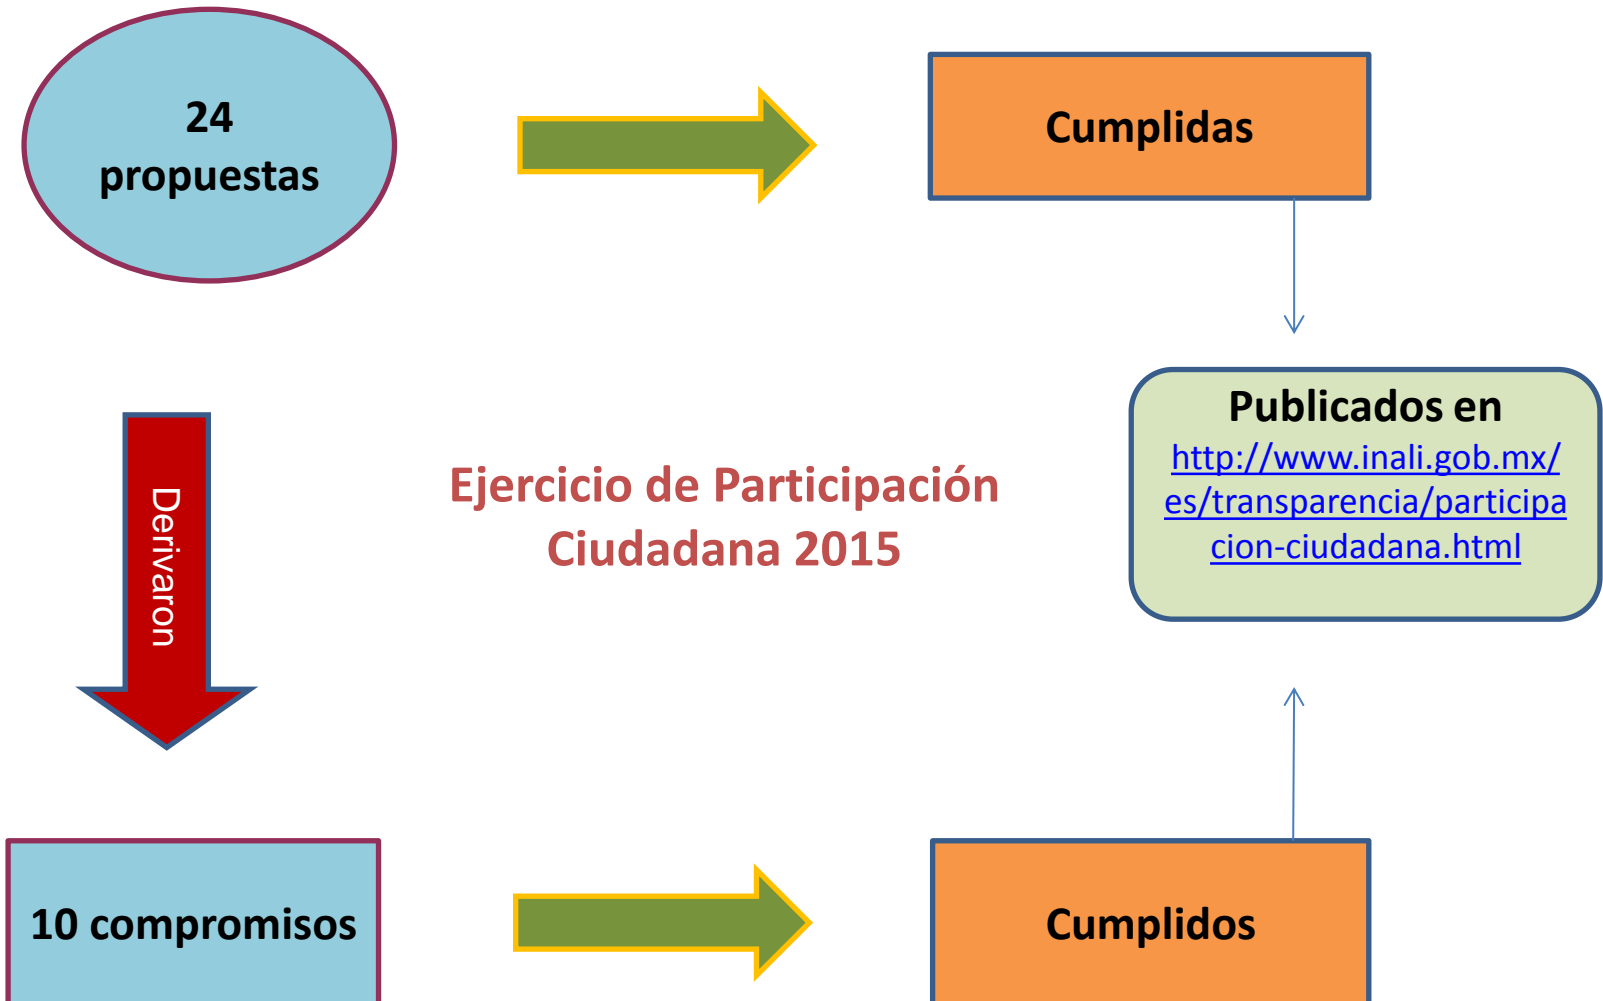 24
propuestas
Cumplidas
Publicados en
http://www.inali.gob.mx/
es/transparencia/participa
cion-ciudadana.html
Ejercicio de Participación
Ciudadana 2015
Derivaron
10 compromisos
Cumplidos